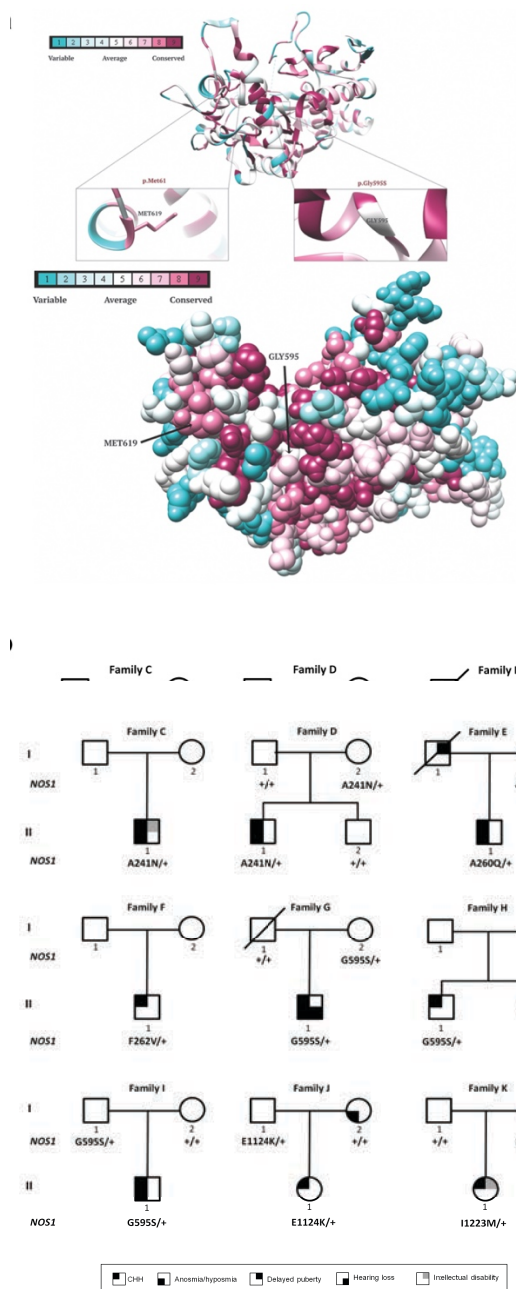 1 2 3 4 5 6 7 8 9
Variable Average Conserved
p.Met61 p.Gly595S
MET619 GLY595
1 2 3 4 5 6 7 8 9
Variable Average Conserved
GLY595
MET619
Family C Family D
Family C Family D Family E
I
1 2 1 2 1
NOS1 +/+ A241N/+
II
1 1 2 1
NOS1 A241N/+ A241N/+ +/+ A260Q/+
Family F Family G Family H
I
1 2 1 2 1
NOS1 +/+ G595S/+
II
1 1 1
NOS1 F262V/+ G595S/+ G595S/+
Family I Family J Family K
I
1 2 1 2 1
NOS1 G595S/+ +/+ E1124K/+ +/+ +/+
II
1 1 1
NOS1 G595S/+ E1124K/+ I1223M/+
CHH Anosmia/hyposmia Delayed puberty Hearing loss Intellectual disability